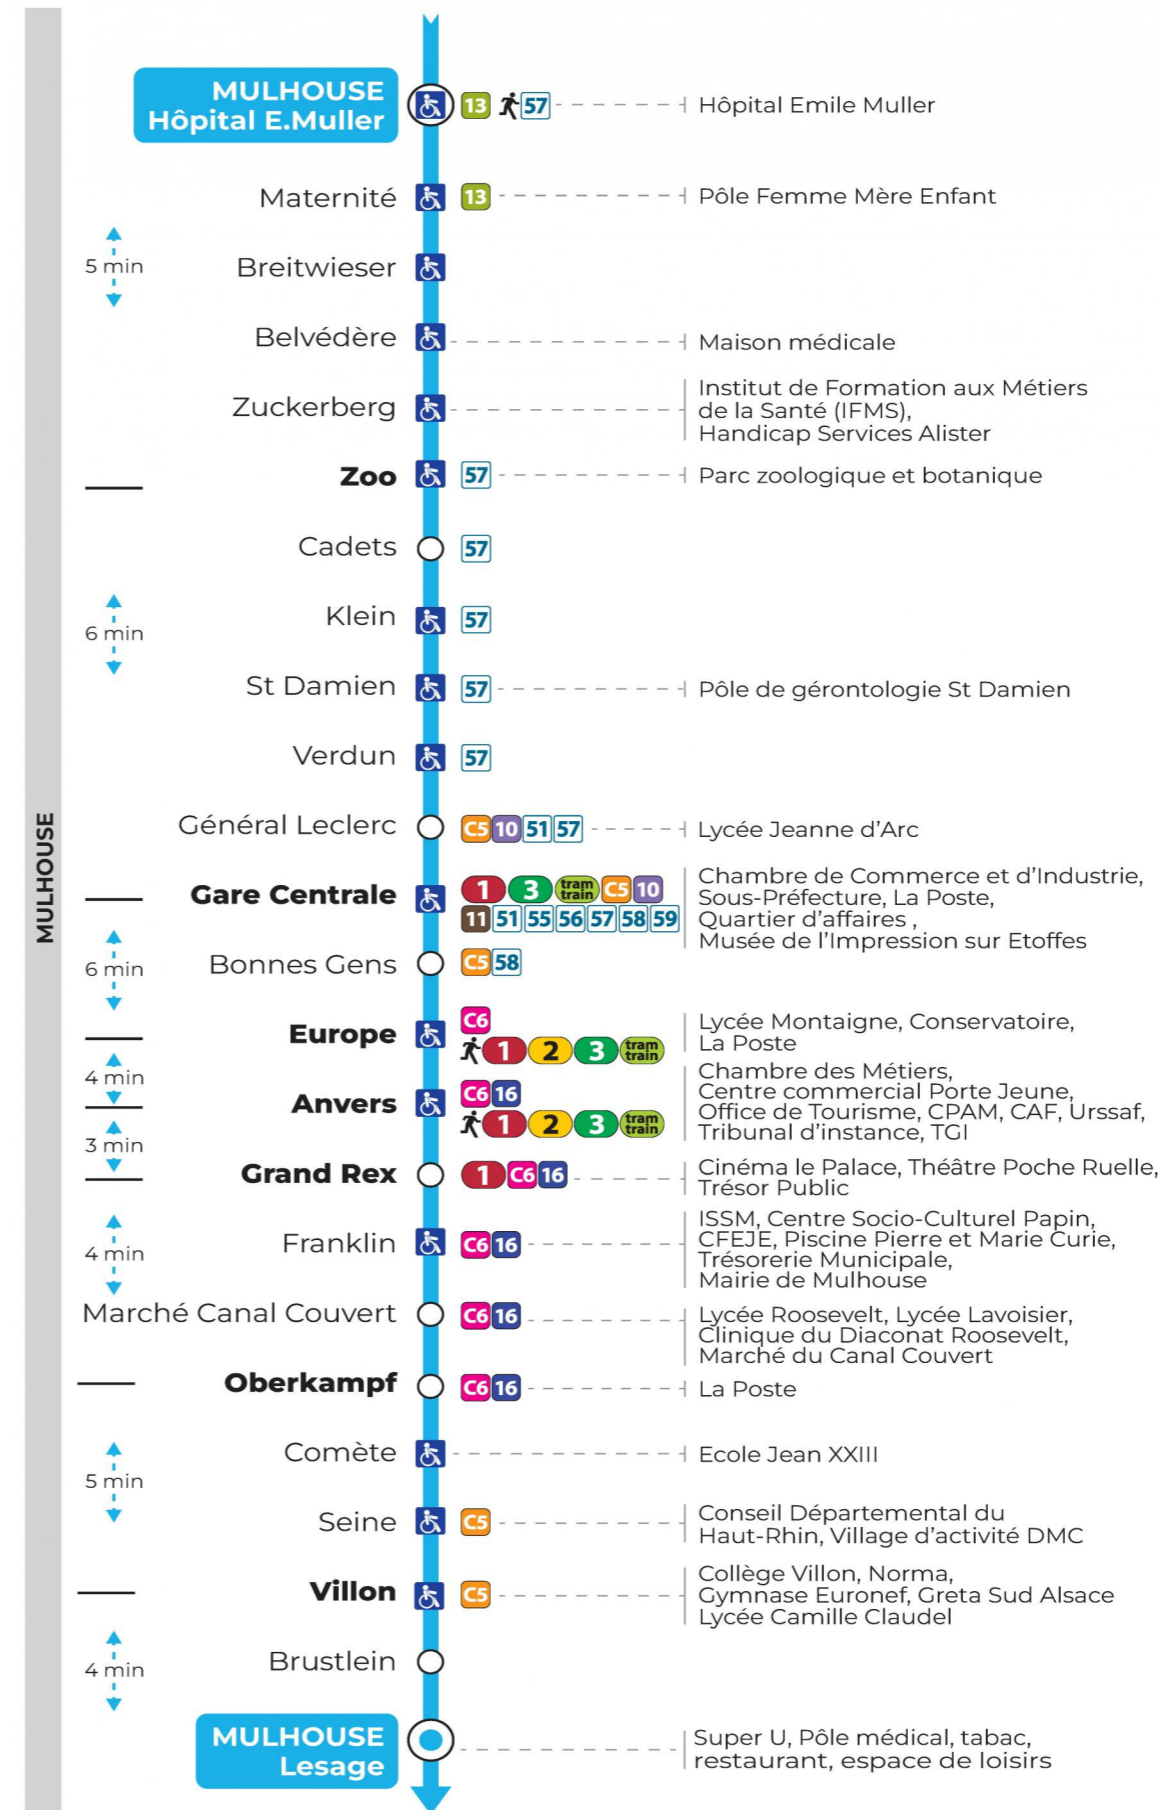 MULHOUSE
MULHOUSE
Hôpital E.Muller
13 57
Hôpital Emile Muller
Maternité
13
Pôle Femme Mère Enfant
5 min
Breitwieser
Belvédère
Maison médicale
Zuckerberg
Institut de Formation aux Métiers
de la Santé (IFMS),
Handicap Services Alister
Zoo
57
Parc zoologique et botanique
Cadets
57
6 min
Klein
57
St Damien
57
Pôle de gérontologie St Damien
Verdun
57
Général Leclerc
C5 10 51 57
Lycée Jeanne d’Arc
Gare Centrale
1 3 tram train C5 10
11 51 55 56 57 58 59
Chambre de Commerce et d’Industrie,
Sous-Préfecture, La Poste,
Quartier d’affaires ,
Musée de l’Impression sur Etoffes
6 min
Bonnes Gens
C5 58
Europe
C6
1 2 3 tram train
Lycée Montaigne, Conservatoire,
La Poste
4 min
Anvers
C6 16
1 2 3 tram train
Chambre des Métiers,
Centre commercial Porte Jeune,
Office de Tourisme, CPAM, CAF, Urssaf,
Tribunal d’instance, TGI
3 min
Grand Rex
1 C6 16
Cinéma le Palace, Théâtre Poche Ruelle,
Trésor Public
4 min
Franklin
C6 16
ISSM, Centre Socio-Culturel Papin,
CFEJE, Piscine Pierre et Marie Curie,
Trésorerie Municipale,
Mairie de Mulhouse
Marché Canal Couvert
C6 16
Lycée Roosevelt, Lycée Lavoisier,
Clinique du Diaconat Roosevelt,
Marché du Canal Couvert
Oberkampf
C6 16
La Poste
Comète
Ecole Jean XXIII
5 min
Seine
C5
Conseil Départemental du
Haut-Rhin, Village d’activité DMC
Villon
C5
Collège Villon, Norma,
Gymnase Euronef, Greta Sud Alsace
Lycée Camille Claudel
4 min
Brustlein
MULHOUSE
Lesage
Super U, Pôle médical, tabac,
restaurant, espace de loisirs